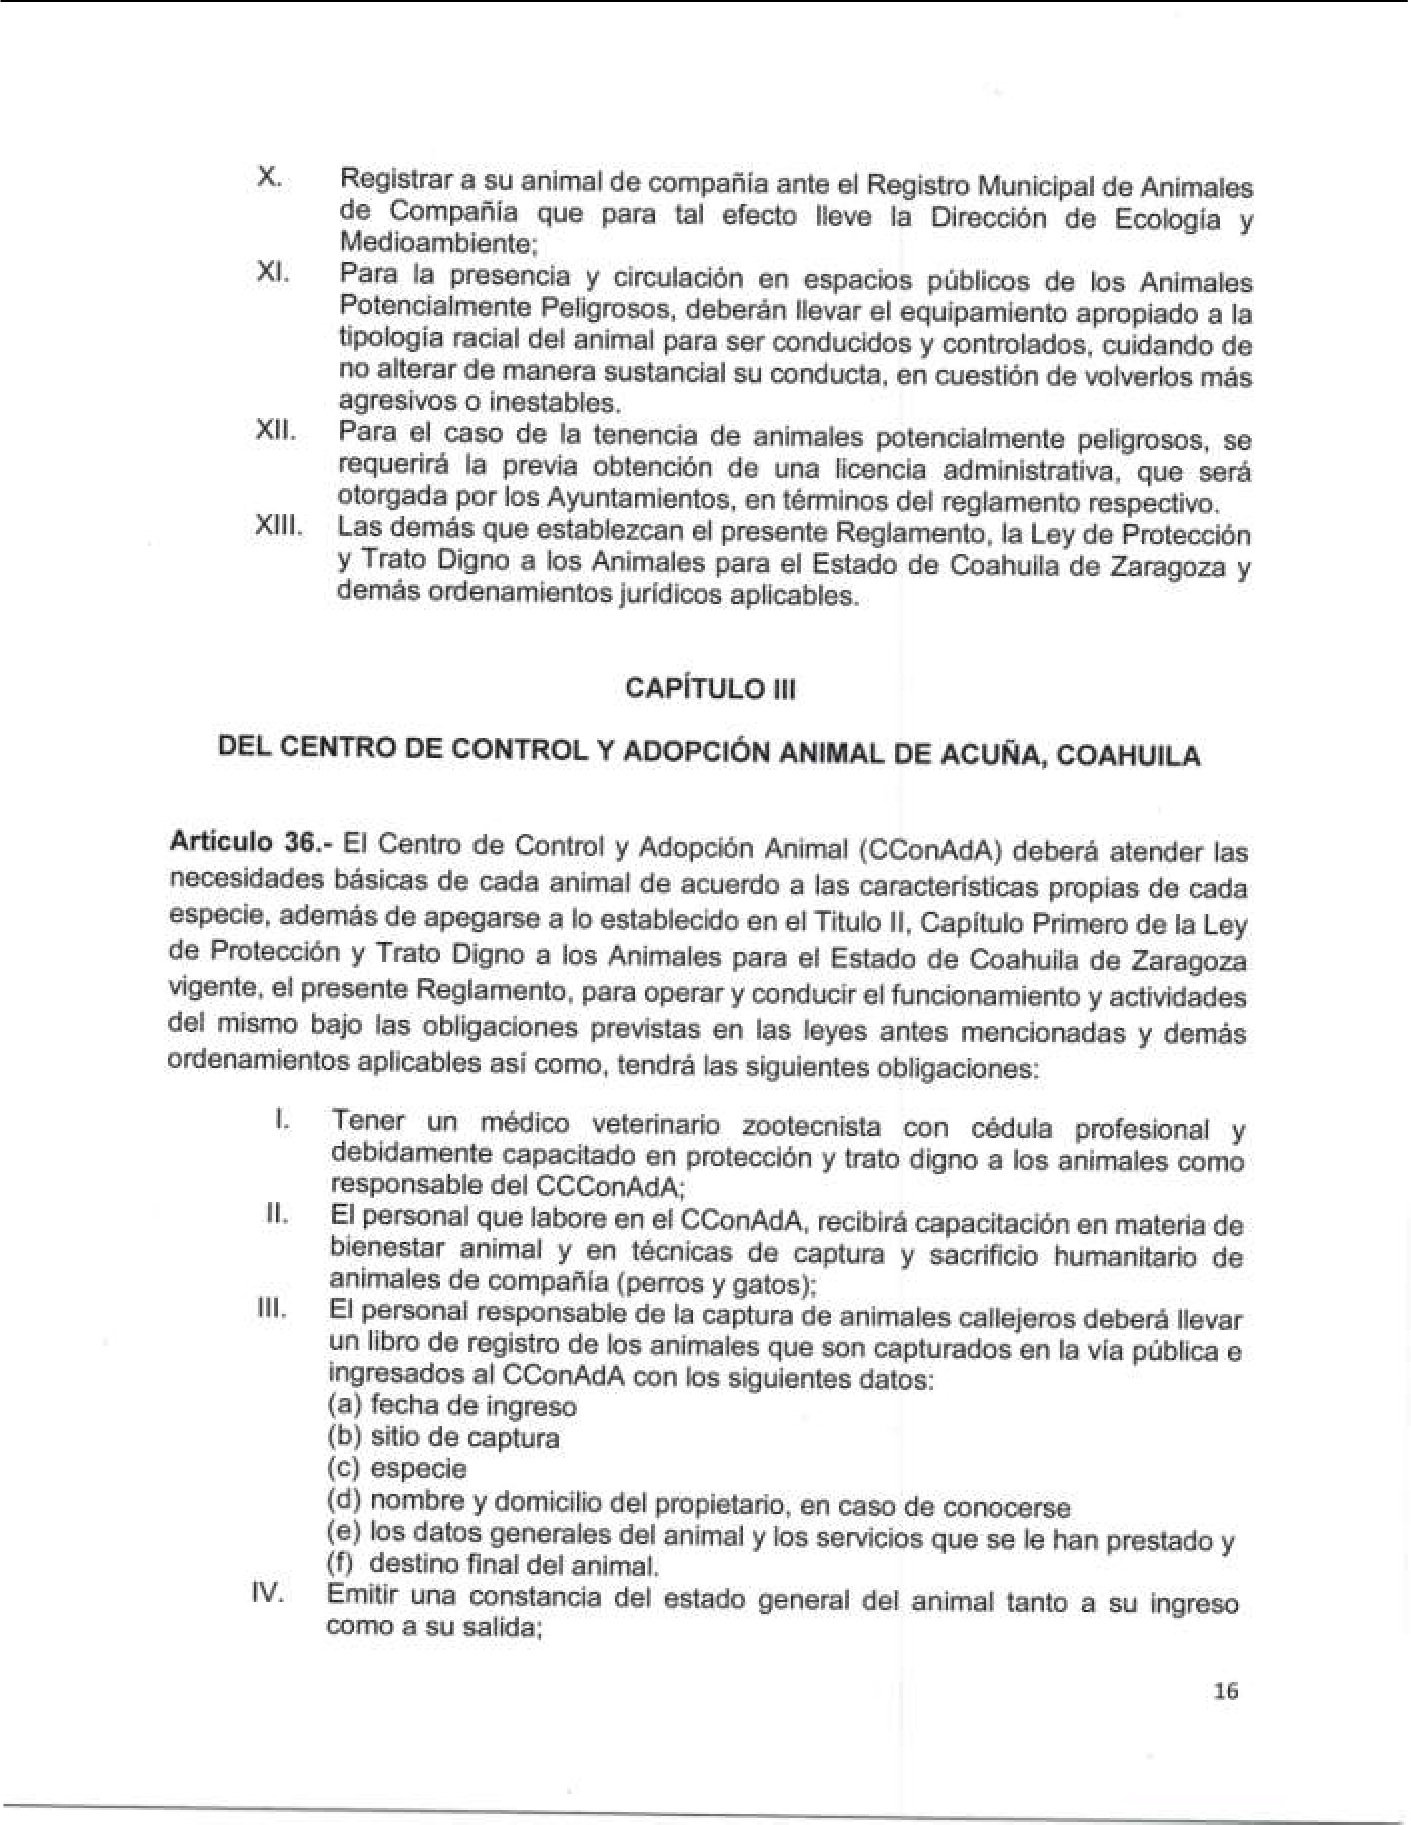 X. Registrar a su animal de compañía ante el Registro Municipal de Animales
de Compañía que para tal efecto lleve la Dirección de Ecología y
Medioambiente;
XI. Para la presencia y circulación en espacios públicos de los Animales
Potencialmente Peligrosos, deberán llevar el equipamiento apropiado a la
tipología racial del animal para ser conducidos y controlados, cuidando de
no alterar de manera sustancial su conducta, en cuestión de volverlos más
agresivos o inestables.
XII. Para el caso de la tenencia de animales potencialmente peligrosos, se
requerirá la previa obtención de una licencia administrativa, que será
otorgada por los Ayuntamientos, en términos del reglamento respectivo.
XIII. Las demás que establezcan el presente Reglamento, la Ley de Protección
y Trato Digno a los Animales para el Estado de Coahuila de Zaragoza y
demás ordenamientos jurídicos aplicables.
CAPÍTULO III
DEL CENTRO DE CONTROL Y ADOPCIÓN ANIMAL DE ACUÑA, COAHUILA
Artículo 36.- El Centro de Control y Adopción Animal (CConAdA) deberá atender las
necesidades básicas de cada animal de acuerdo a las características propias de cada
especie, además de apegarse a lo establecido en el Titulo II, Capítulo Primero de la Ley
de Protección y Trato Digno a los Animales para el Estado de Coahuila de Zaragoza
vigente, el presente Reglamento, para operar y conducir el funcionamiento y actividades
del mismo bajo las obligaciones previstas en las leyes antes mencionadas y demás
ordenamientos aplicables así como, tendrá las siguientes obligaciones:
I. Tener un médico veterinario zootecnista con cédula profesional y
debidamente capacitado en protección y trato digno a los animales como
responsable del CCConAdA;
II. El personal que labore en el CConAdA, recibirá capacitación en materia de
bienestar animal y en técnicas de captura y sacrificio humanitario de
animales de compañía (perros y gatos);
III. El personal responsable de la captura de animales callejeros deberá llevar
un libro de registro de los animales que son capturados en la vía pública e
ingresados al CConAdA con los siguientes datos:
(a) fecha de ingreso
(b) sitio de captura
(c) especie
(d) nombre y domicilio del propietario, en caso de conocerse
(e) los datos generales del animal y los servicios que se le han prestado y
(f) destino final del animal.
IV. Emitir una constancia del estado general del animal tanto a su ingreso
como a su salida;
16